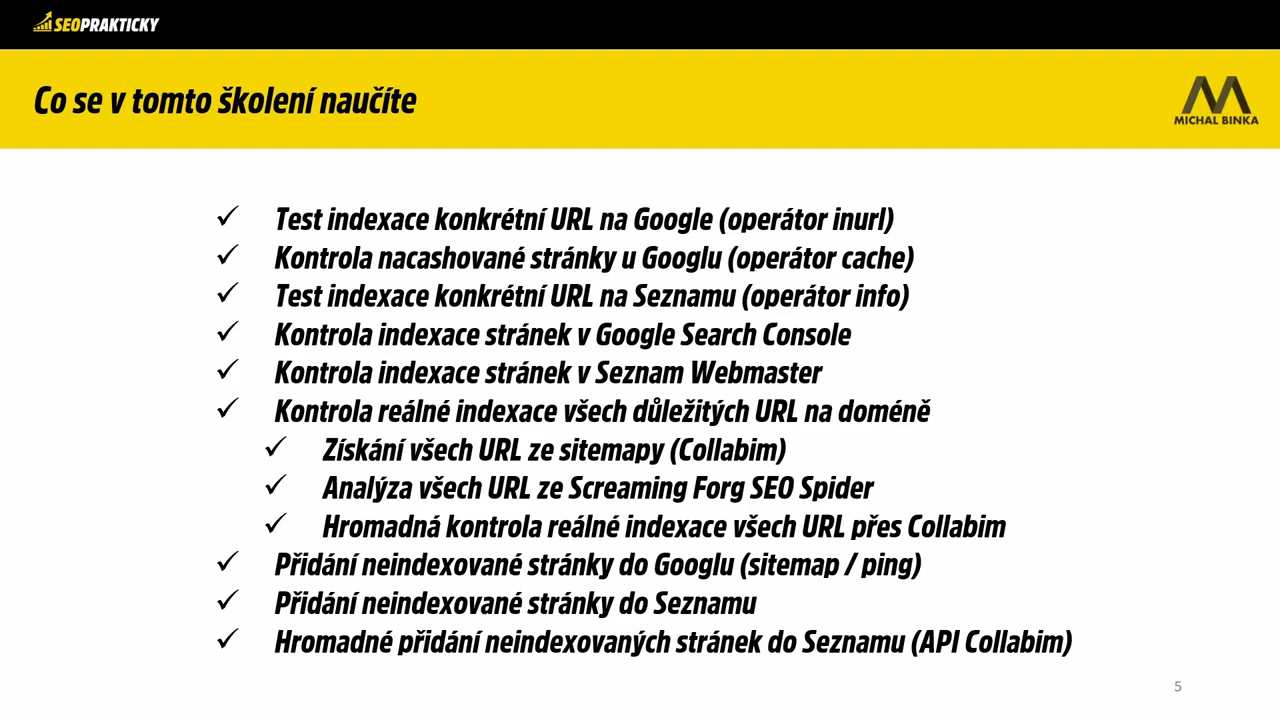 SEOPRAKTICKY
Co se v tomto školení naučíte
MICHAL BINKA
Test indexace konkrétní URL na Google (operátor inurl)
Kontrola nacashované stránky u Googlu (operátor cache)
Test indexace konkrétní URL na Seznamu (operátor info)
Kontrola indexace stránek v Google Search Console
Kontrola indexace stránek v Seznam Webmaster
Kontrola reálné indexace všech důležitých URL na doméně
Získání všech URL ze sitemapy (Collabim)
Analýza všech URL ze Screaming Forg SEO Spider
Hromadná kontrola reálné indexace všech URL přes Collabim
Přidání neindexované stránky do Googlu (sitemap / ping)
Přidání neindexované stránky do Seznamu
Hromadné přidání neindexovaných stránek do Seznamu (API Collabim)
5